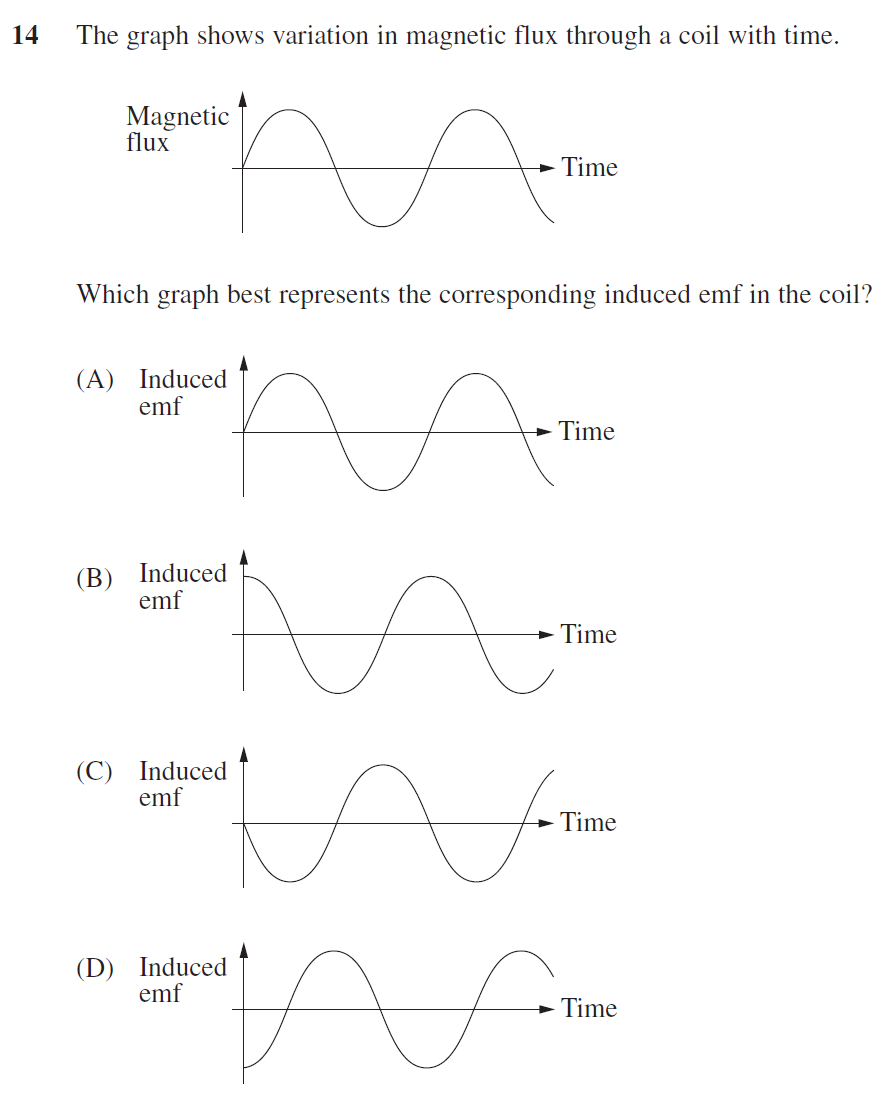 14 The graph shows variation in magnetic flux through a coil with time.
Magnetic
flux
Time
Which graph best represents the corresponding induced emf in the coil?
(A) Induced
emf
Time
(B) Induced
emf
Time
(C) Induced
emf
Time
(D) Induced
emf
Time